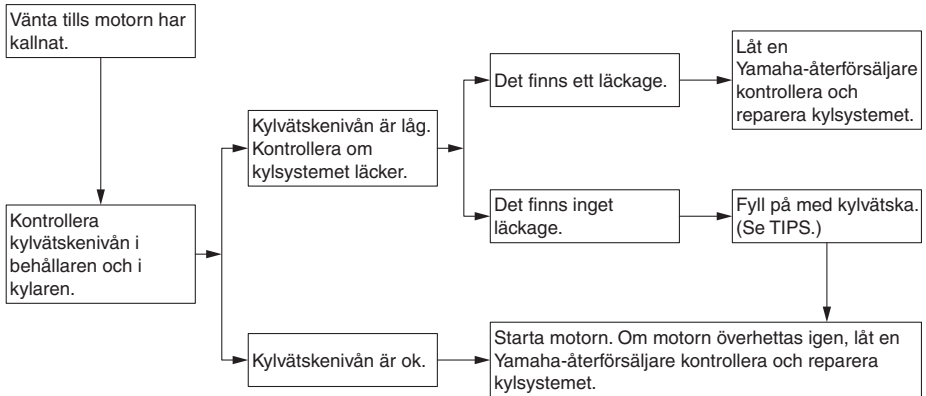 Vänta tills motorn har
kallnat.
Kontrollera
kylvätskenivån i
behållaren och i
kylaren.
Kylvätskenivån är låg.
Kontrollera om
kylsystemet läcker.
Det finns ett läckage.
Låt en
Yamaha-återförsäljare
kontrollera och
reparera kylsystemet.
Det finns inget
läckage.
Fyll på med kylvätska.
(Se TIPS.)
Kylvätskenivån är ok.
Starta motorn. Om motorn överhettas igen, låt en
Yamaha-återförsäljare kontrollera och reparera
kylsystemet.